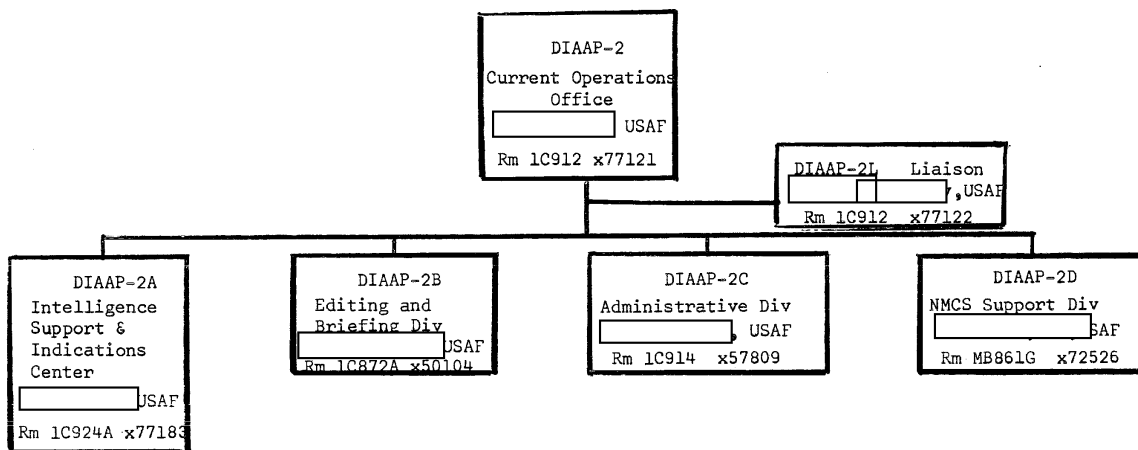 DIAAP-2
Current Operations
Office
USAF
Rm 1C912 x77121
DIAAP-2L Liaison
,USAF
Rm 1C912 x77122
DIAAP-2A
Intelligence
Support &
Indications
Center
USAF
Rm 1C924A x77183
DIAAP-2B
Editing and
Briefing Div
USAF
Rm 1C872A x50104
DIAAP-2C
Administrative Div
, USAF
Rm 1C914 x57809
DIAAP-2D
NMCS Support Div
SAF
Rm MB861G x72526